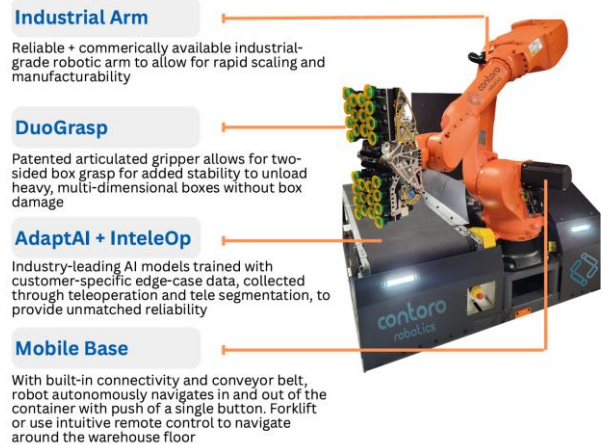 Industrial Arm
Reliable + commerically available industrial-
grade robotic arm to allow for rapid scaling and
manufacturability
DuoGrasp
Patented articulated gripper allows for two-
sided box grasp for added stability to unload
heavy, multi-dimensional boxes without box
damage
AdaptAI + InteleOp
Industry-leading AI models trained with
customer-specific edge-case data, collected
through teleoperation and tele segmentation, to
provide unmatched reliability
Mobile Base
With built-in connectivity and conveyor belt,
robot autonomously navigates in and out of the
container with push of a single button. Forklift
or use intuitive remote control to navigate
around the warehouse floor
contoro
robotics
contoro
robotics